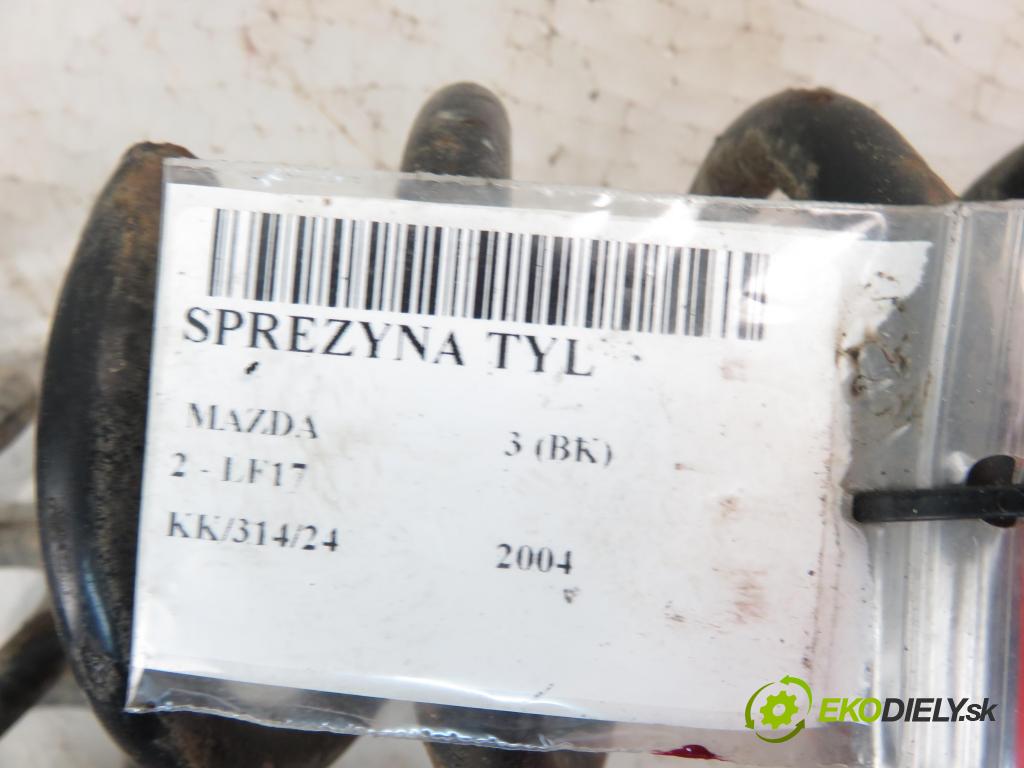 SPREZYNA TYL
MAZDA 3 (BK)
2 - LF17
KK/314/24 2004
EKODIELY.sk